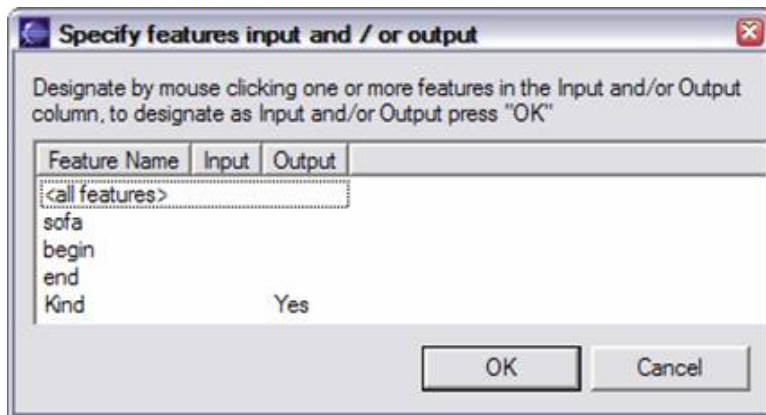 Specify features input and / or output
Designate by mouse clicking one or more features in the Input and/or Output
column, to designate as Input and/or Output press "OK"
Feature Name Input Output
<all features>
sofa
begin
end
Kind Yes
OK Cancel